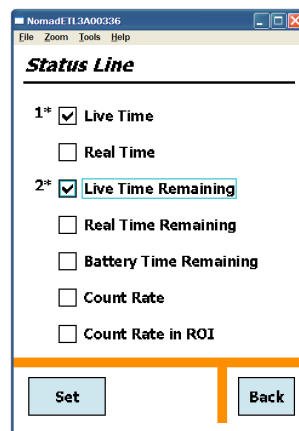 NomadETL3A00336
File Zoom Tools Help
Status Line
1* Live Time
Real Time
2* Live Time Remaining
Real Time Remaining
Battery Time Remaining
Count Rate
Count Rate in ROI
Set Back